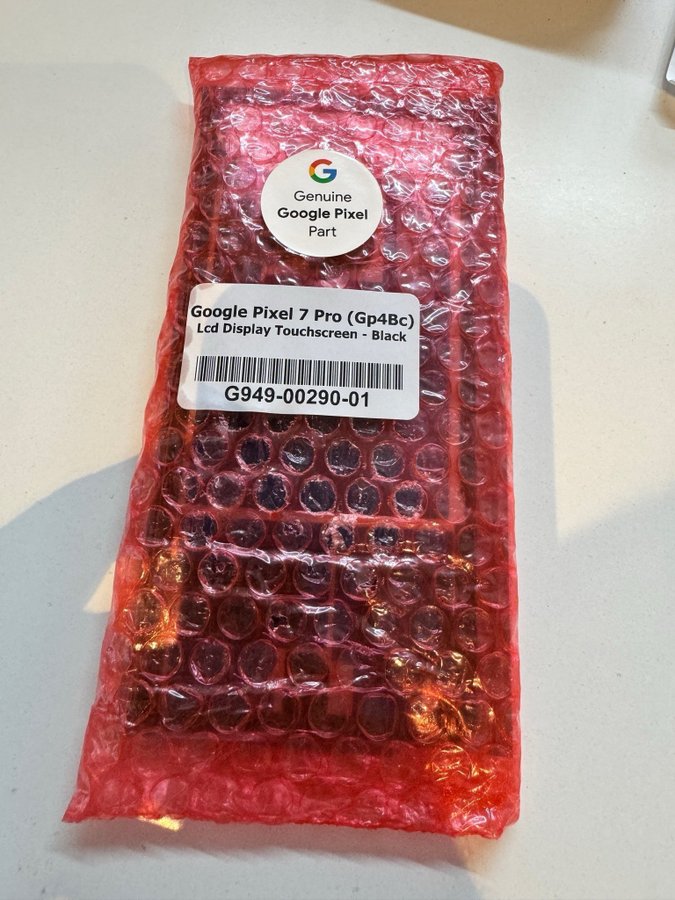 G
Genuine
Google Pixel
Part
Google Pixel 7 Pro (Gp4Bc)
Lcd Display Touchscreen - Black
G949-00290-01